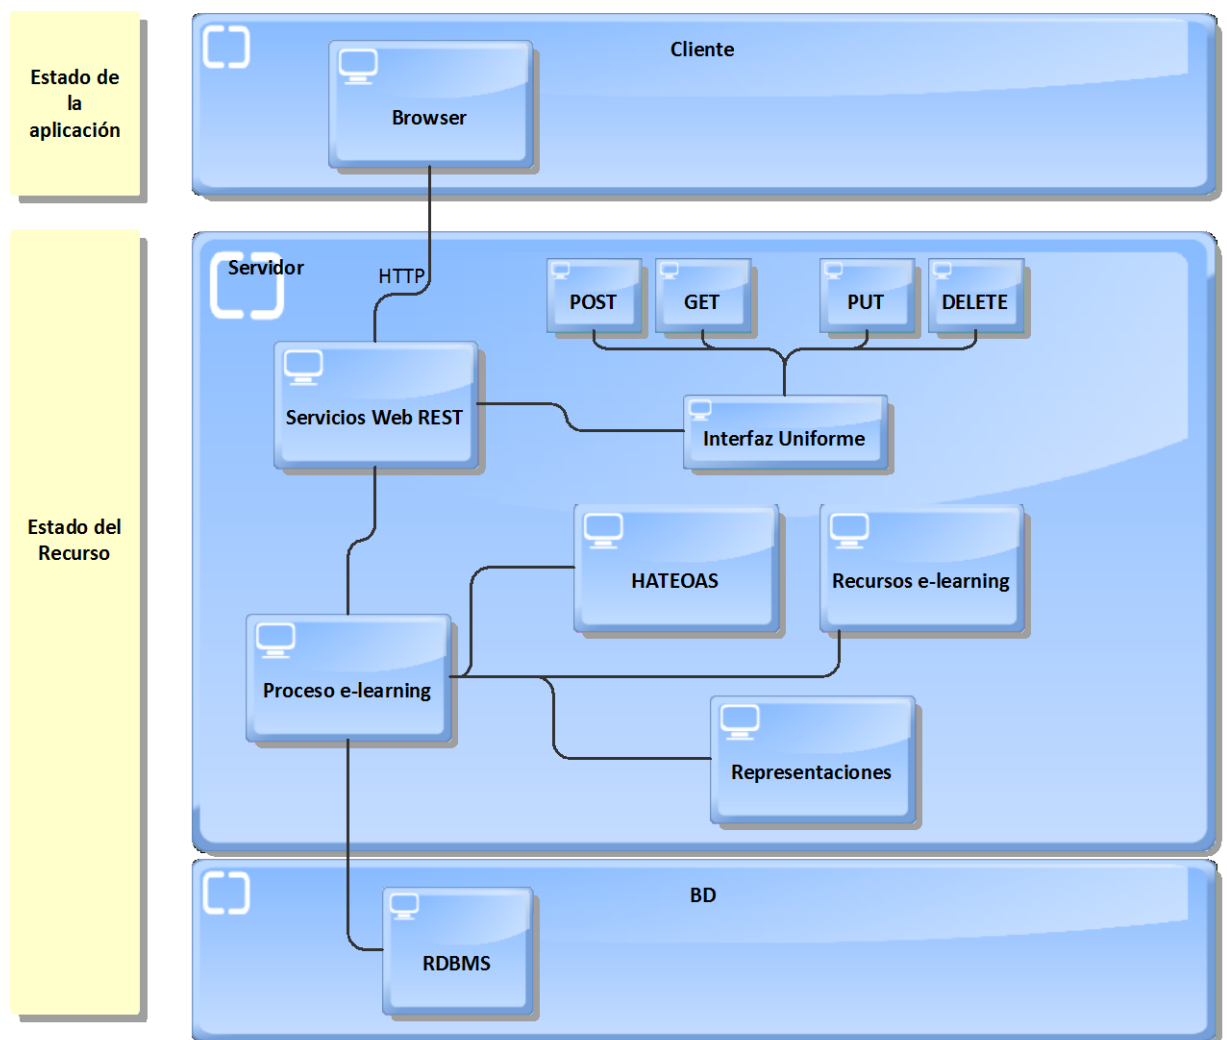 Estado de
la
aplicación
Cliente
Browser
HTTP
Servidor
POST
GET
PUT
DELETE
Servicios Web REST
Interfaz Uniforme
Estado del
Recurso
HATEOAS
Recursos e-learning
Proceso e-learning
Representaciones
BD
RDBMS